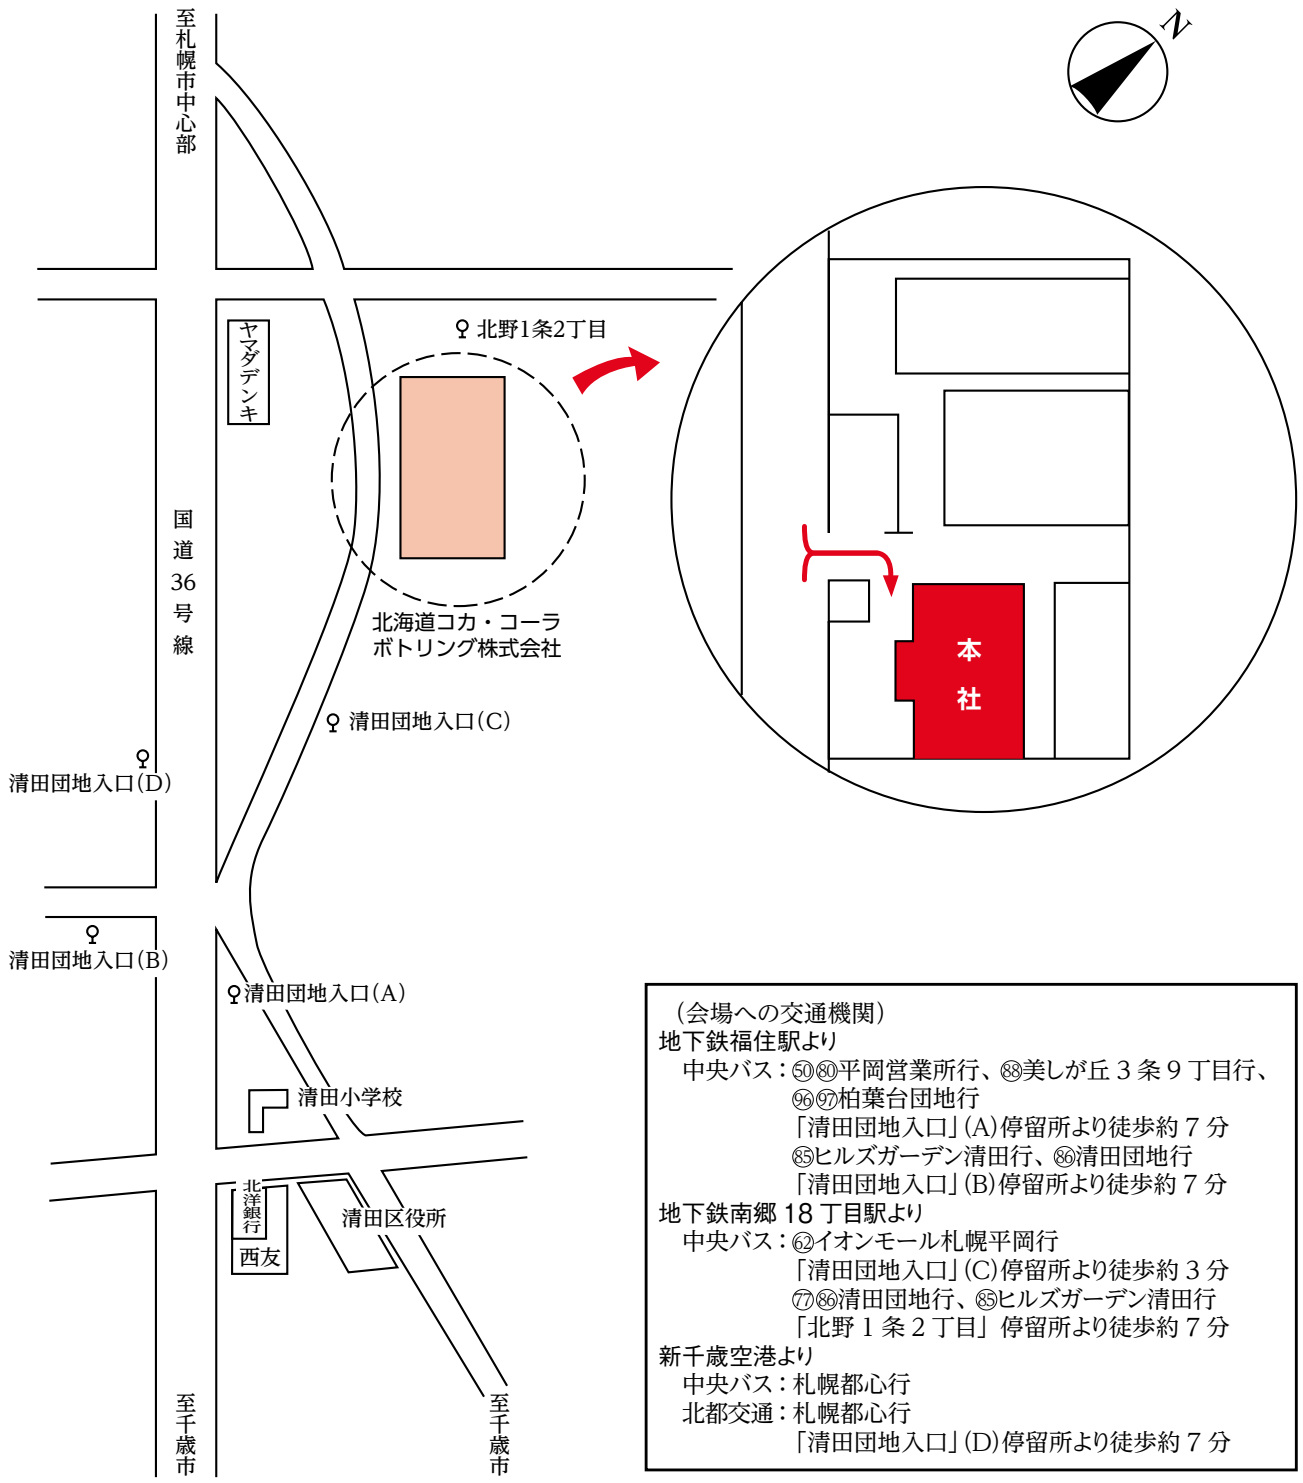 至札幌市中心部
N
北野1条2丁目
ヤマダデンキ
国道36号線
北海道コカ・コーラ
ボトリング株式会社
本社
清田団地入口(C)
清田団地入口(D)
清田団地入口(B)
清田団地入口(A)
清田小学校
北洋銀行
西友
清田区役所
至千歳市
至千歳市
(会場への交通機関)
地下鉄福住駅より
中央バス：㊿⑧⓪平岡営業所行、⑧⑧美しが丘3条9丁目行、
⑨⑥⑨⑦柏葉台団地行
「清田団地入口」(A)停留所より徒歩約7分
⑧⑤ヒルズガーデン清田行、⑧⑥清田団地行
「清田団地入口」(B)停留所より徒歩約7分
地下鉄南郷18丁目駅より
中央バス：⑥②イオンモール札幌平岡行
「清田団地入口」(C)停留所より徒歩約3分
⑦⑦⑧⑥清田団地行、⑧⑤ヒルズガーデン清田行
「北野1条2丁目」停留所より徒歩約7分
新千歳空港より
中央バス：札幌都心行
北都交通：札幌都心行
「清田団地入口」(D)停留所より徒歩約7分